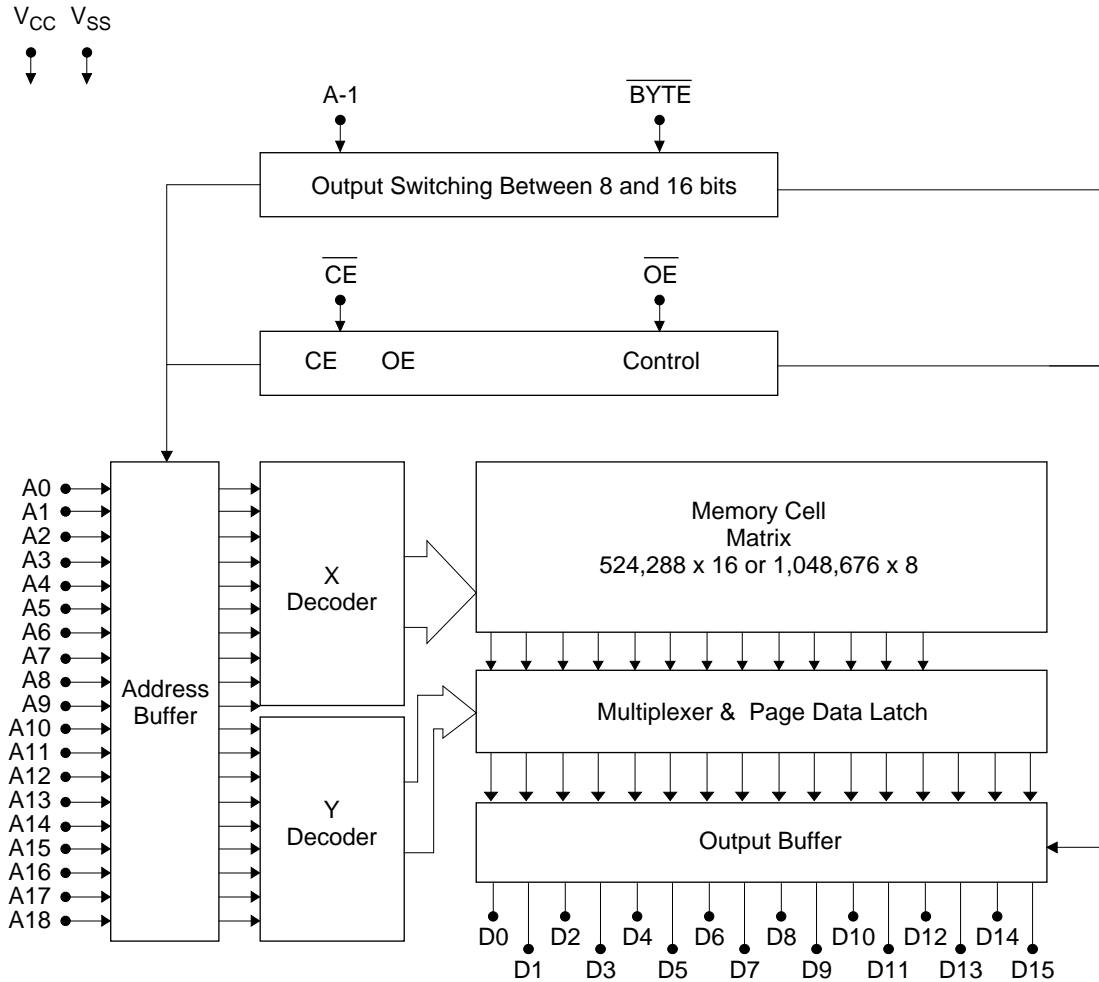 VCC VSS
A-1 BYTE
Output Switching Between 8 and 16 bits
CE OE
CE OE Control
A0
A1
A2
A3
A4
A5
A6
A7
A8
A9
A10
A11
A12
A13
A14
A15
A16
A17
A18
Address
Buffer
X
Decoder
Y
Decoder
Memory Cell
Matrix
524,288 x 16 or 1,048,676 x 8
Multiplexer & Page Data Latch
Output Buffer
D0 D2 D4 D6 D8 D10 D12 D14
D1 D3 D5 D7 D9 D11 D13 D15